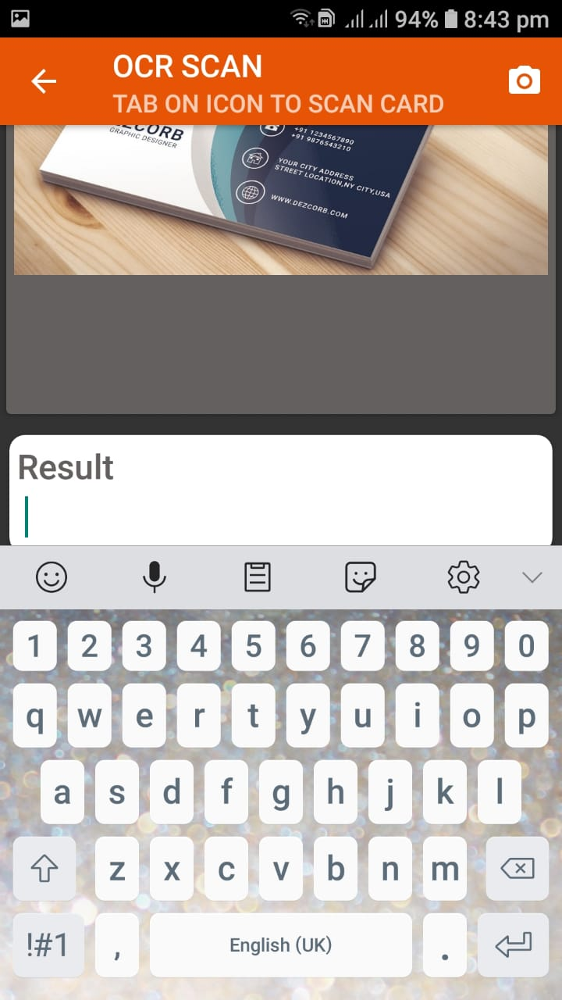 94% 8:43 pm
OCR SCAN
TAB ON ICON TO SCAN CARD
DEZCORB
GRAPHIC DESIGNER
+91 1234567890
+91 9876543210
YOUR CITY ADDRESS
STREET LOCATION,NY CITY,USA
WWW.DEZCORB.COM
Result
1 2 3 4 5 6 7 8 9 0
q w e r t y u i o p
a s d f g h j k l
z x c v b n m
!#1 , English (UK) .